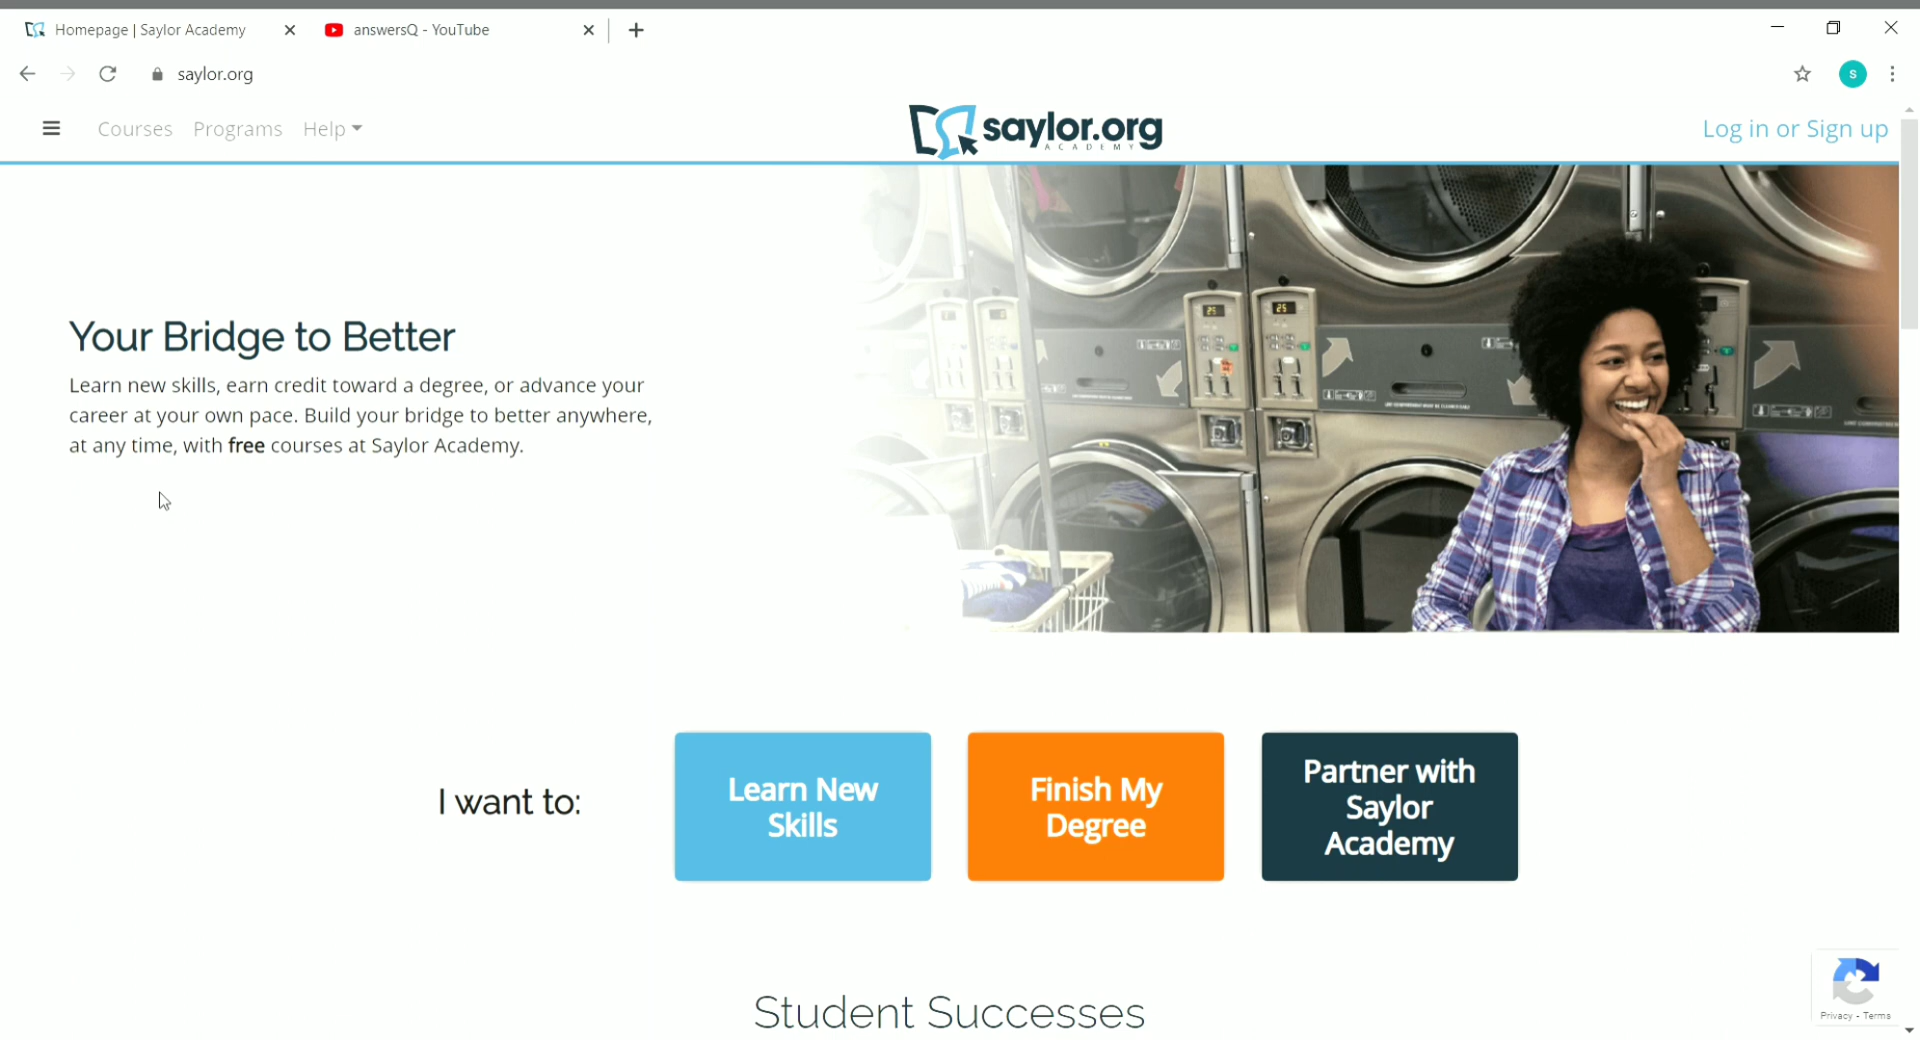 Homepage | Saylor Academy
answersQ - YouTube
saylor.org
S
Courses Programs Help
saylor.org
ACADEMY
Log in or Sign up
Your Bridge to Better
Learn new skills, earn credit toward a degree, or advance your
career at your own pace. Build your bridge to better anywhere,
at any time, with free courses at Saylor Academy.
25
25
I want to:
Learn New
Skills
Finish My
Degree
Partner with
Saylor
Academy
Student Successes
Privacy - Terms